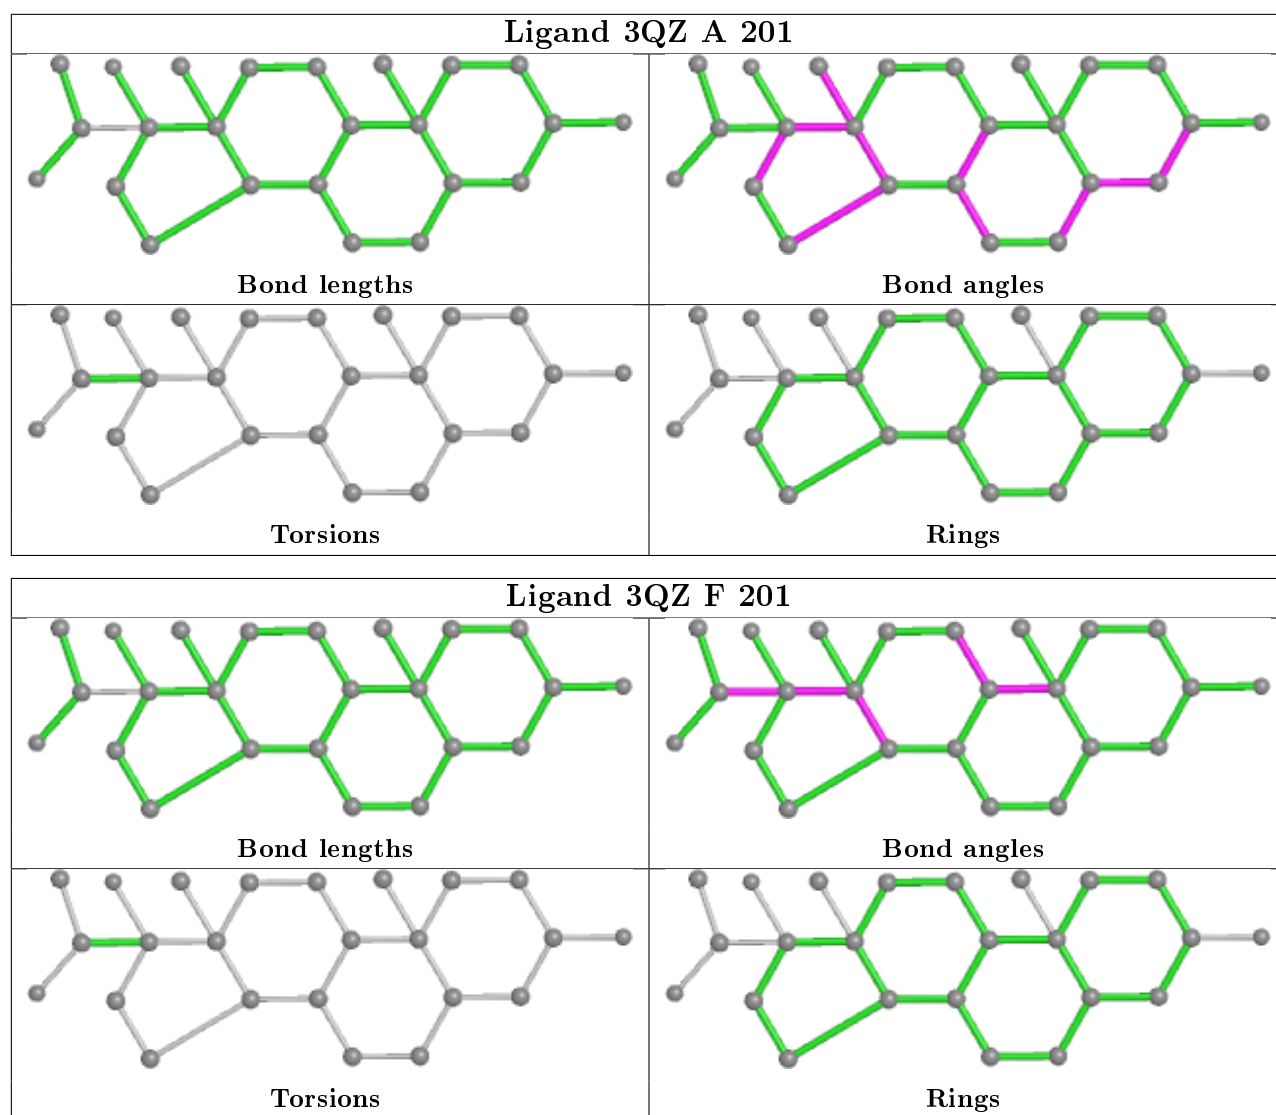 Ligand 3QZ A 201
Bond lengths
Bond angles
Torsions
Rings
Ligand 3QZ F 201
Bond lengths
Bond angles
Torsions
Rings